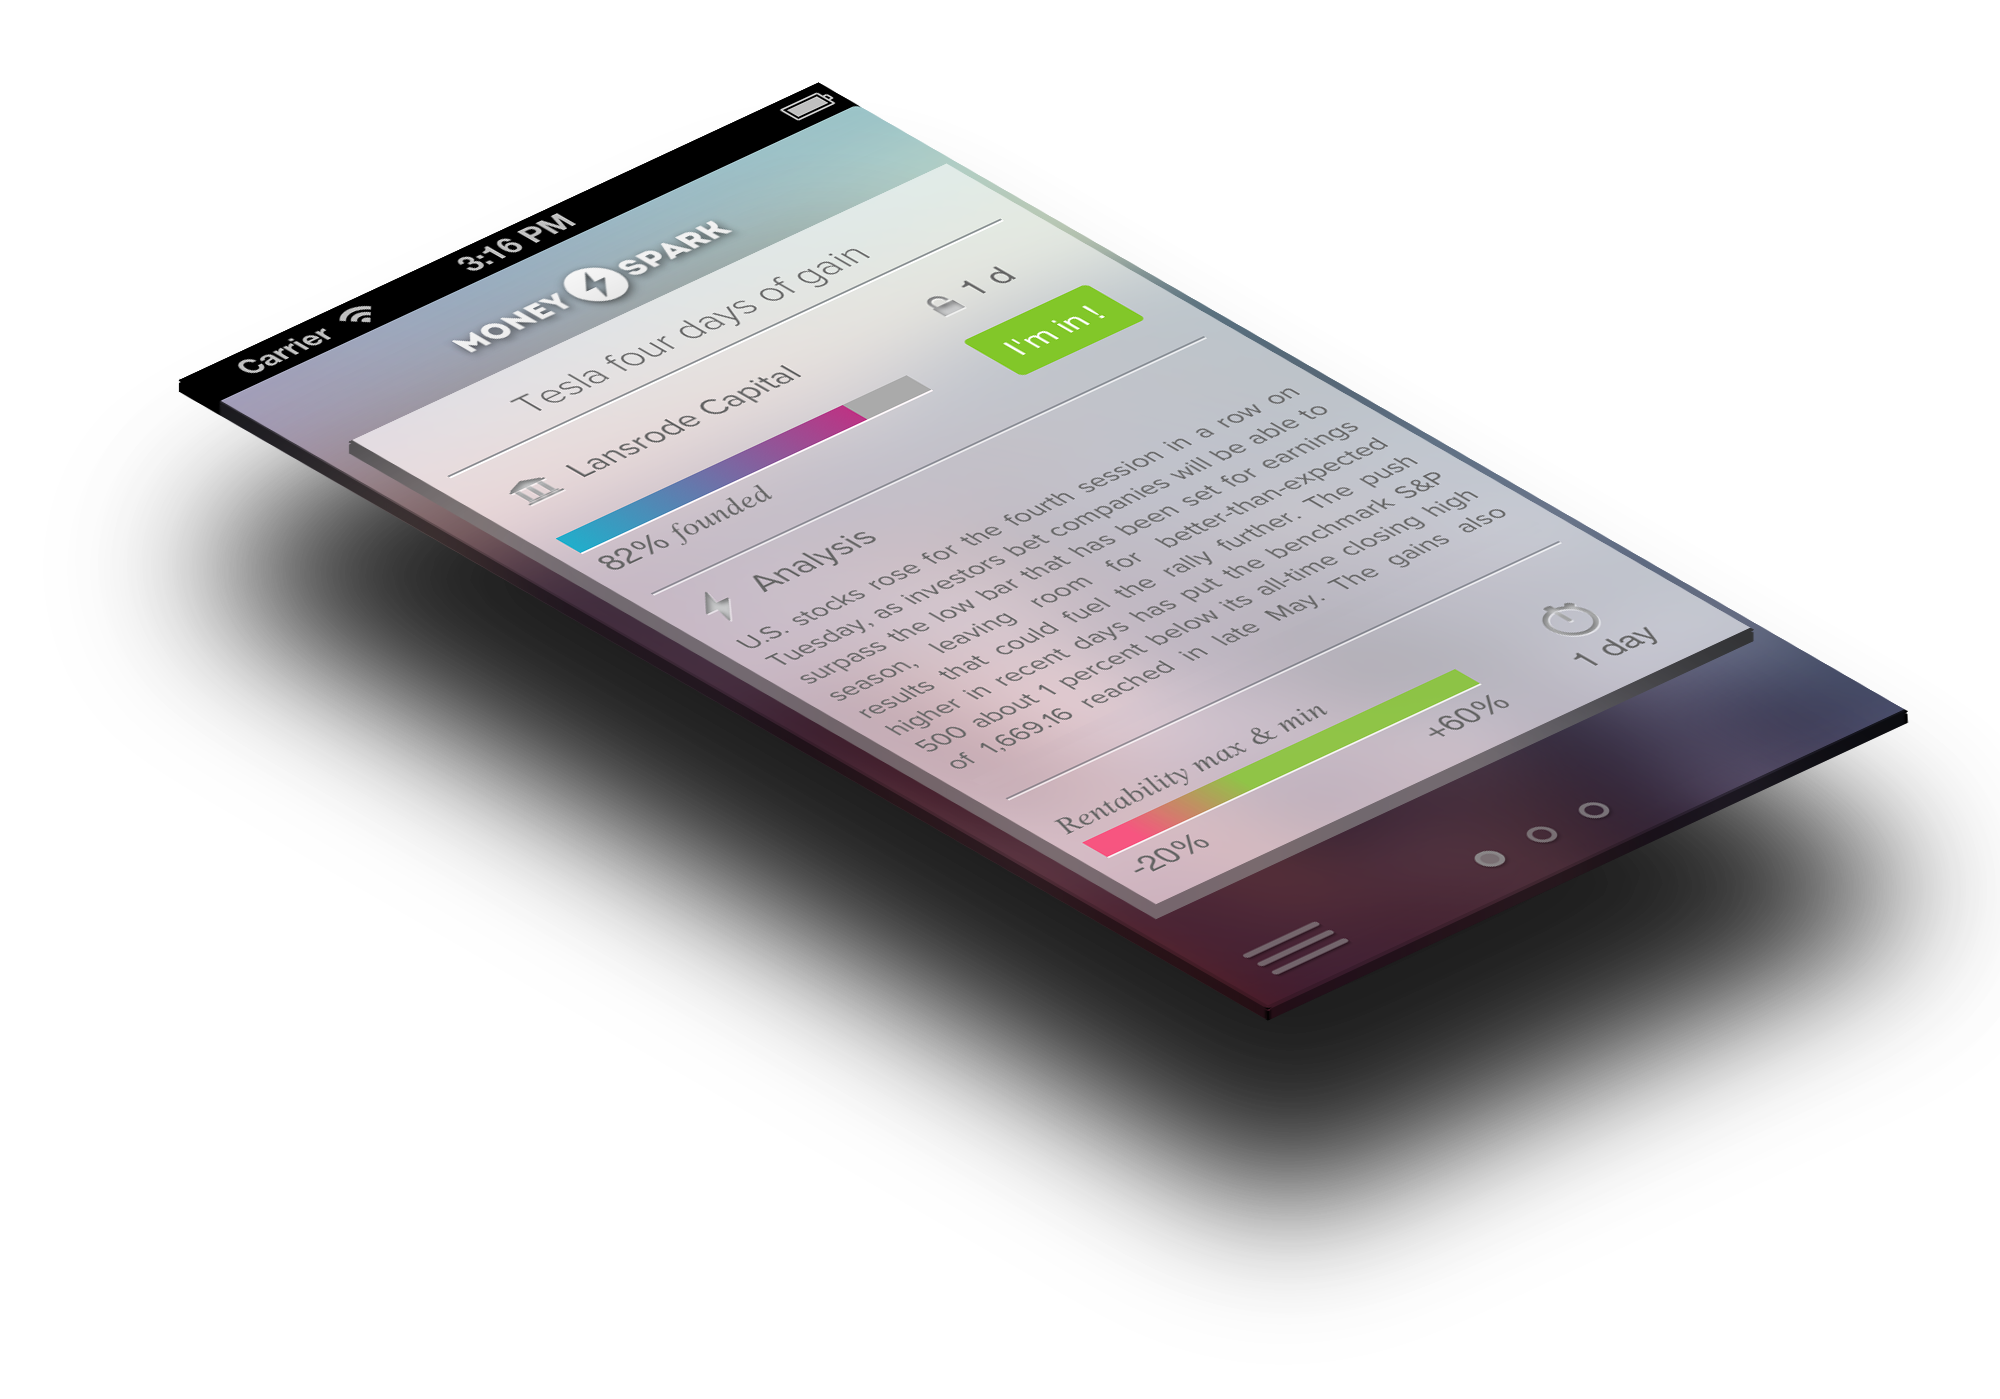 Carrier 3:16 PM
MONEY SPARK
Tesla four days of gain
Lansrode Capital
1 d
82% founded
I'm in !
Analysis
U.S. stocks rose for the fourth session in a row on
Tuesday, as investors bet companies will be able to
surpass the low bar that has been set for earnings
season, leaving room for better-than-expected
results that could fuel the rally further. The push
higher in recent days has put the benchmark S&P
500 about 1 percent below its all-time closing high
of 1,669.16 reached in late May. The gains also
Rentability max & min
-20%
+60%
1 day